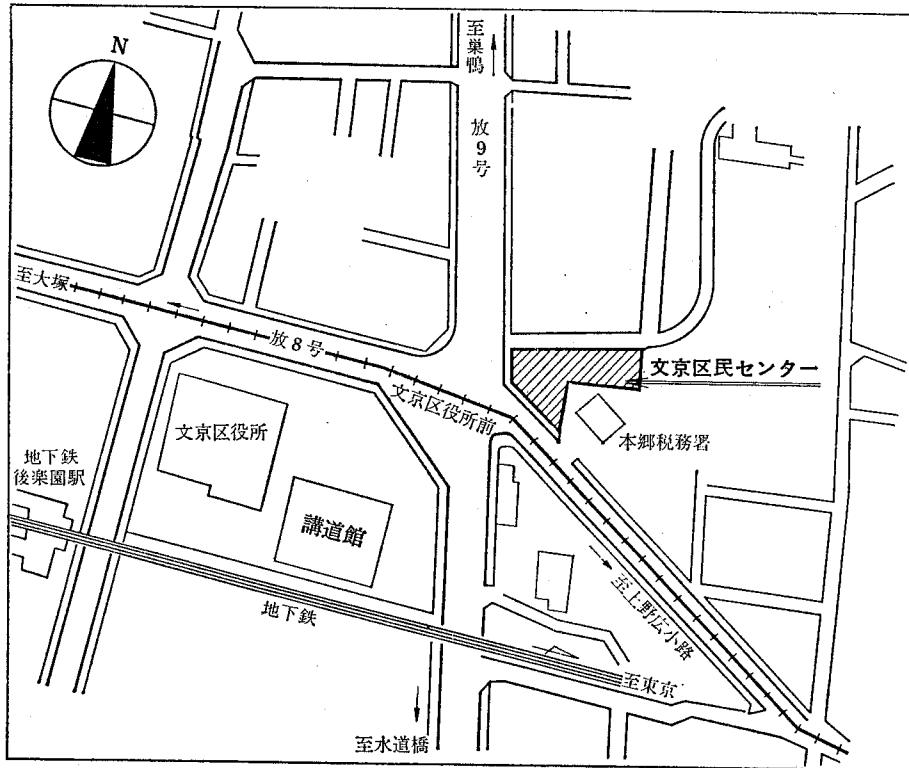 N
至巣鴨
放9号
至大塚
放8号
文京区役所前
文京区民センター
本郷税務署
文京区役所
地下鉄
後楽園駅
講道館
地下鉄
至上野広小路
至東京
至水道橋